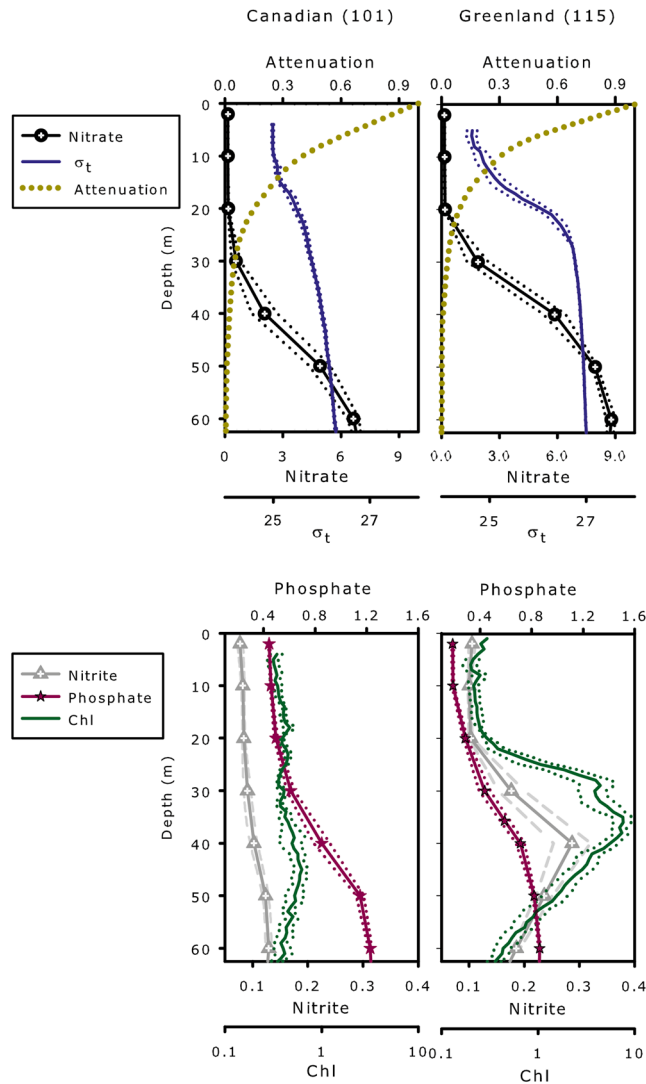 Canadian (101) Greenland (115)
Attenuation Attenuation
0.0 0.3 0.6 0.9 0.0 0.3 0.6 0.9
Nitrate
σt
Attenuation
0
10
20
30
40
50
60
Depth (m)
0 3 6 9 0.0 3.0 6.0 9.0
Nitrate Nitrate
25 27 25 27
σt σt
Phosphate Phosphate
0.4 0.8 1.2 1.6 0.4 0.8 1.2 1.6
Nitrite
Phosphate
Chl
0
10
20
30
40
50
60
Depth (m)
0.1 0.2 0.3 0.4 0.1 0.2 0.3 0.4
Nitrite Nitrite
0.1 1 10 0.1 1 10
Chl Chl